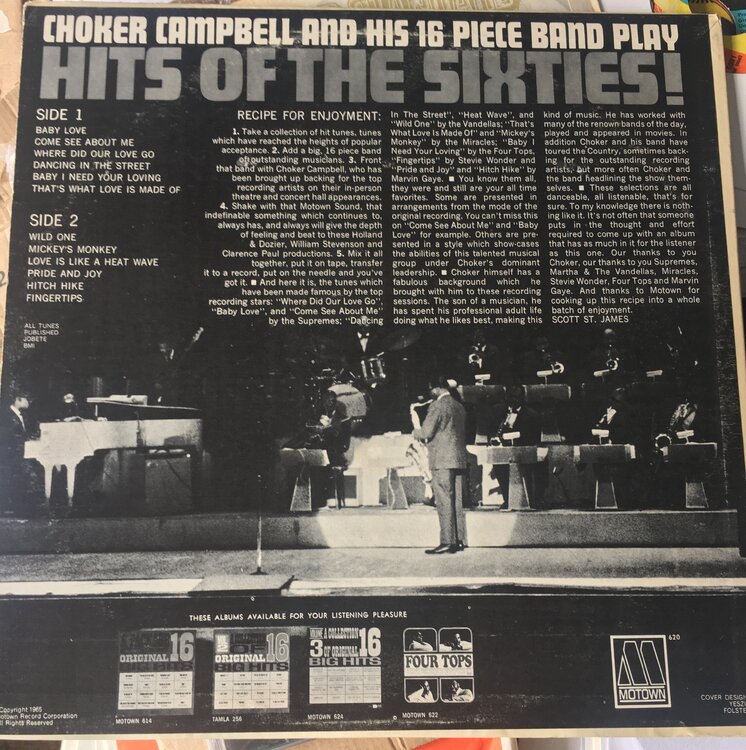 CHOKER CAMPBELL AND HIS 16 PIECE BAND PLAY
HITS OF THE SIXTIES!
SIDE 1
BABY LOVE
COME SEE ABOUT ME
WHERE DID OUR LOVE GO
DANCING IN THE STREET
BABY I NEED YOUR LOVING
THAT'S WHAT LOVE IS MADE OF
SIDE 2
WILD ONE
MICKEY'S MONKEY
LOVE IS LIKE A HEAT WAVE
PRIDE AND JOY
HITCH HIKE
FINGERTIPS
ALL TUNES
PUBLISHED
JOBETE
BMI
RECIPE FOR ENJOYMENT:
1. Take a collection of hit tunes, tunes
which have reached the heights of popular
acceptance. 2. Add a big, 16 piece band
of outstanding musicians. 3. Front
that band with Choker Campbell, who has
been brought up backing for the top
recording artists on their in-person
theatre and concert hall appearances.
4. Shake with that Motown Sound, that
indefinable something which continues to,
always has, and always will give the depth
of feeling and beat to these Holland
& Dozier, William Stevenson and
Clarence Paul productions. 5. Mix it all
together, put it on tape, transfer
it to a record, put on the needle and you've
got it. ■ And here it is, the tunes which
have been made famous by the top
recording stars: "Where Did Our Love Go",
"Baby Love", and "Come See About Me"
by the Supremes; "Dancing
In The Street", "Heat Wave", and
"Wild One" by the Vandellas; "That's
What Love Is Made Of" and "Mickey's
Monkey" by the Miracles; "Baby I
Need Your Loving" by the Four Tops,
"Fingertips" by Stevie Wonder and
"Pride and Joy" and "Hitch Hike" by
Marvin Gaye. ■ You know them all,
they were and still are your all time
favorites. Some are presented in
arrangements from the mode of the
original recording. You can't miss this
on "Come See About Me" and "Baby
Love" for example. Others are pre-
sented in a style which show-cases
the abilities of this talented musical
group under Choker's dominant
leadership. ■ Choker himself has a
fabulous background which he
brought with him to these recording
sessions. The son of a musician, he
has spent his professional adult life
doing what he likes best, making this
kind of music. He has worked with
many of the renown bands of the day,
played and appeared in movies. In
addition Choker and his band have
toured the Country, sometimes back-
ing for the outstanding recording
artists, but more often Choker and
the band headlining the show them-
selves. ■ These selections are all
danceable, all listenable, that's for
sure. To my knowledge there is noth-
ing like it. It's not often that someone
puts in the thought and effort
required to come up with an album
that has as much in it for the listener
as this one. Our thanks to you
Choker, our thanks to you Supremes,
Martha & The Vandellas, Miracles,
Stevie Wonder, Four Tops and Marvin
Gaye. And thanks to Motown for
cooking up this recipe into a whole
batch of enjoyment.
SCOTT ST. JAMES
THESE ALBUMS AVAILABLE FOR YOUR LISTENING PLEASURE
ORIGINAL 16
BIG HITS
MOTOWN 614
ORIGINAL 16
BIG HITS
TAMLA 256
VOLUME 3 A COLLECTION OF 16 ORIGINAL
BIG HITS
MOTOWN 624
FOUR TOPS
MOTOWN 622
620
M
MOTOWN
Copyright 1965
Motown Record Corporation
All Rights Reserved
COVER DESIGN